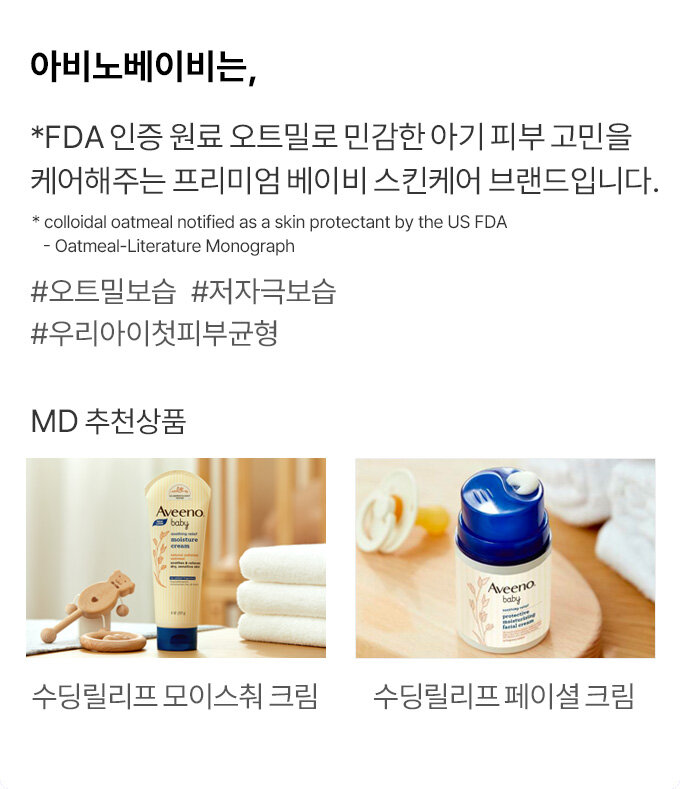 아비노베이비는,
*FDA 인증 원료 오트밀로 민감한 아기 피부 고민을
케어해주는 프리미엄 베이비 스킨케어 브랜드입니다.
* colloidal oatmeal notified as a skin protectant by the US FDA
- Oatmeal-Literature Monograph
#오트밀보습 #저자극보습
#우리아이첫피부균형
MD 추천상품
Aveeno.
baby
soothing relief
moisture
cream
Aveeno.
baby
soothing relief
protective
moisturizing
facial cream
수딩릴리프 모이스춰 크림
수딩릴리프 페이셜 크림